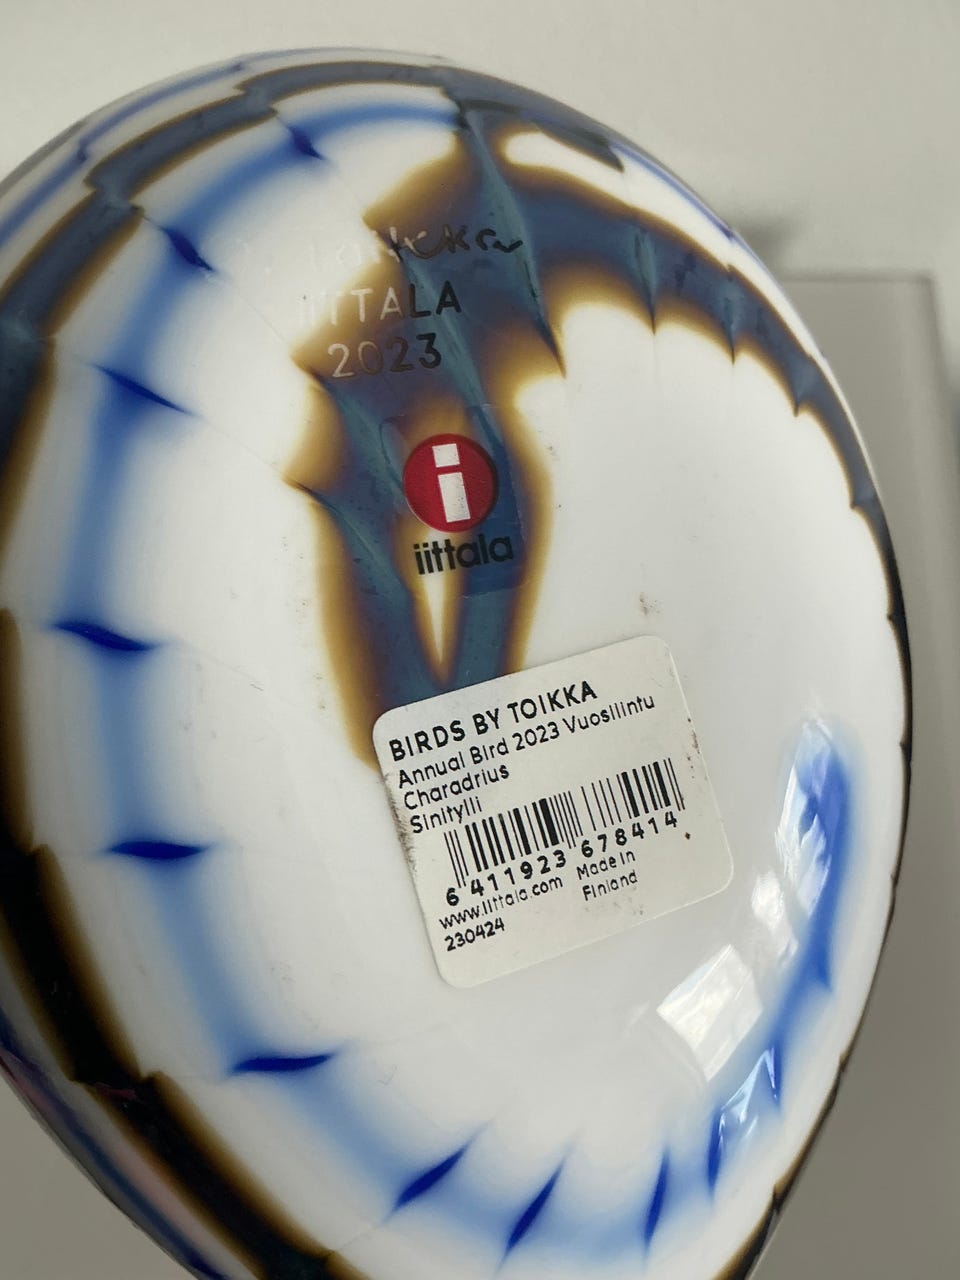 O. Toikka
IITTALA
2023
i
iittala
BIRDS BY TOIKKA
Annual Bird 2023 Vuosilintu
Charadrius
Sinitylli
6 411923 678414
www.iittala.com Made in
Finland
230424